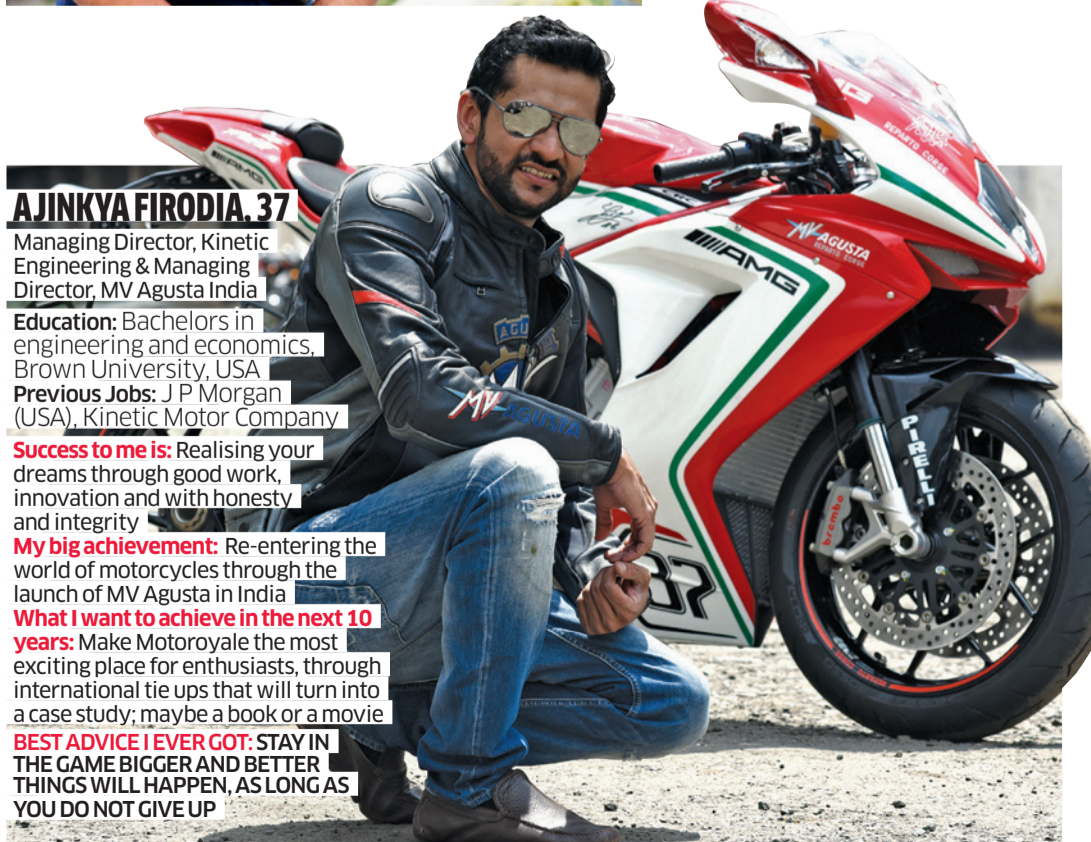 AJINKYA FIRODIA, 37
Managing Director, Kinetic
Engineering & Managing
Director, MV Agusta India
Education: Bachelors in
engineering and economics,
Brown University, USA
Previous Jobs: J P Morgan
(USA), Kinetic Motor Company
Success to me is: Realising your
dreams through good work,
innovation and with honesty
and integrity
My big achievement: Re-entering the
world of motorcycles through the
launch of MV Agusta in India
What I want to achieve in the next 10
years: Make Motoroyale the most
exciting place for enthusiasts, through
international tie ups that will turn into
a case study; maybe a book or a movie
BEST ADVICE I EVER GOT: STAY IN
THE GAME BIGGER AND BETTER
THINGS WILL HAPPEN, AS LONG AS
YOU DO NOT GIVE UP
AMG
MV AGUSTA
REPARTO CORSE
REPARTO CORSE
MV AGUSTA
AMG
PIRELLI
brembo
37